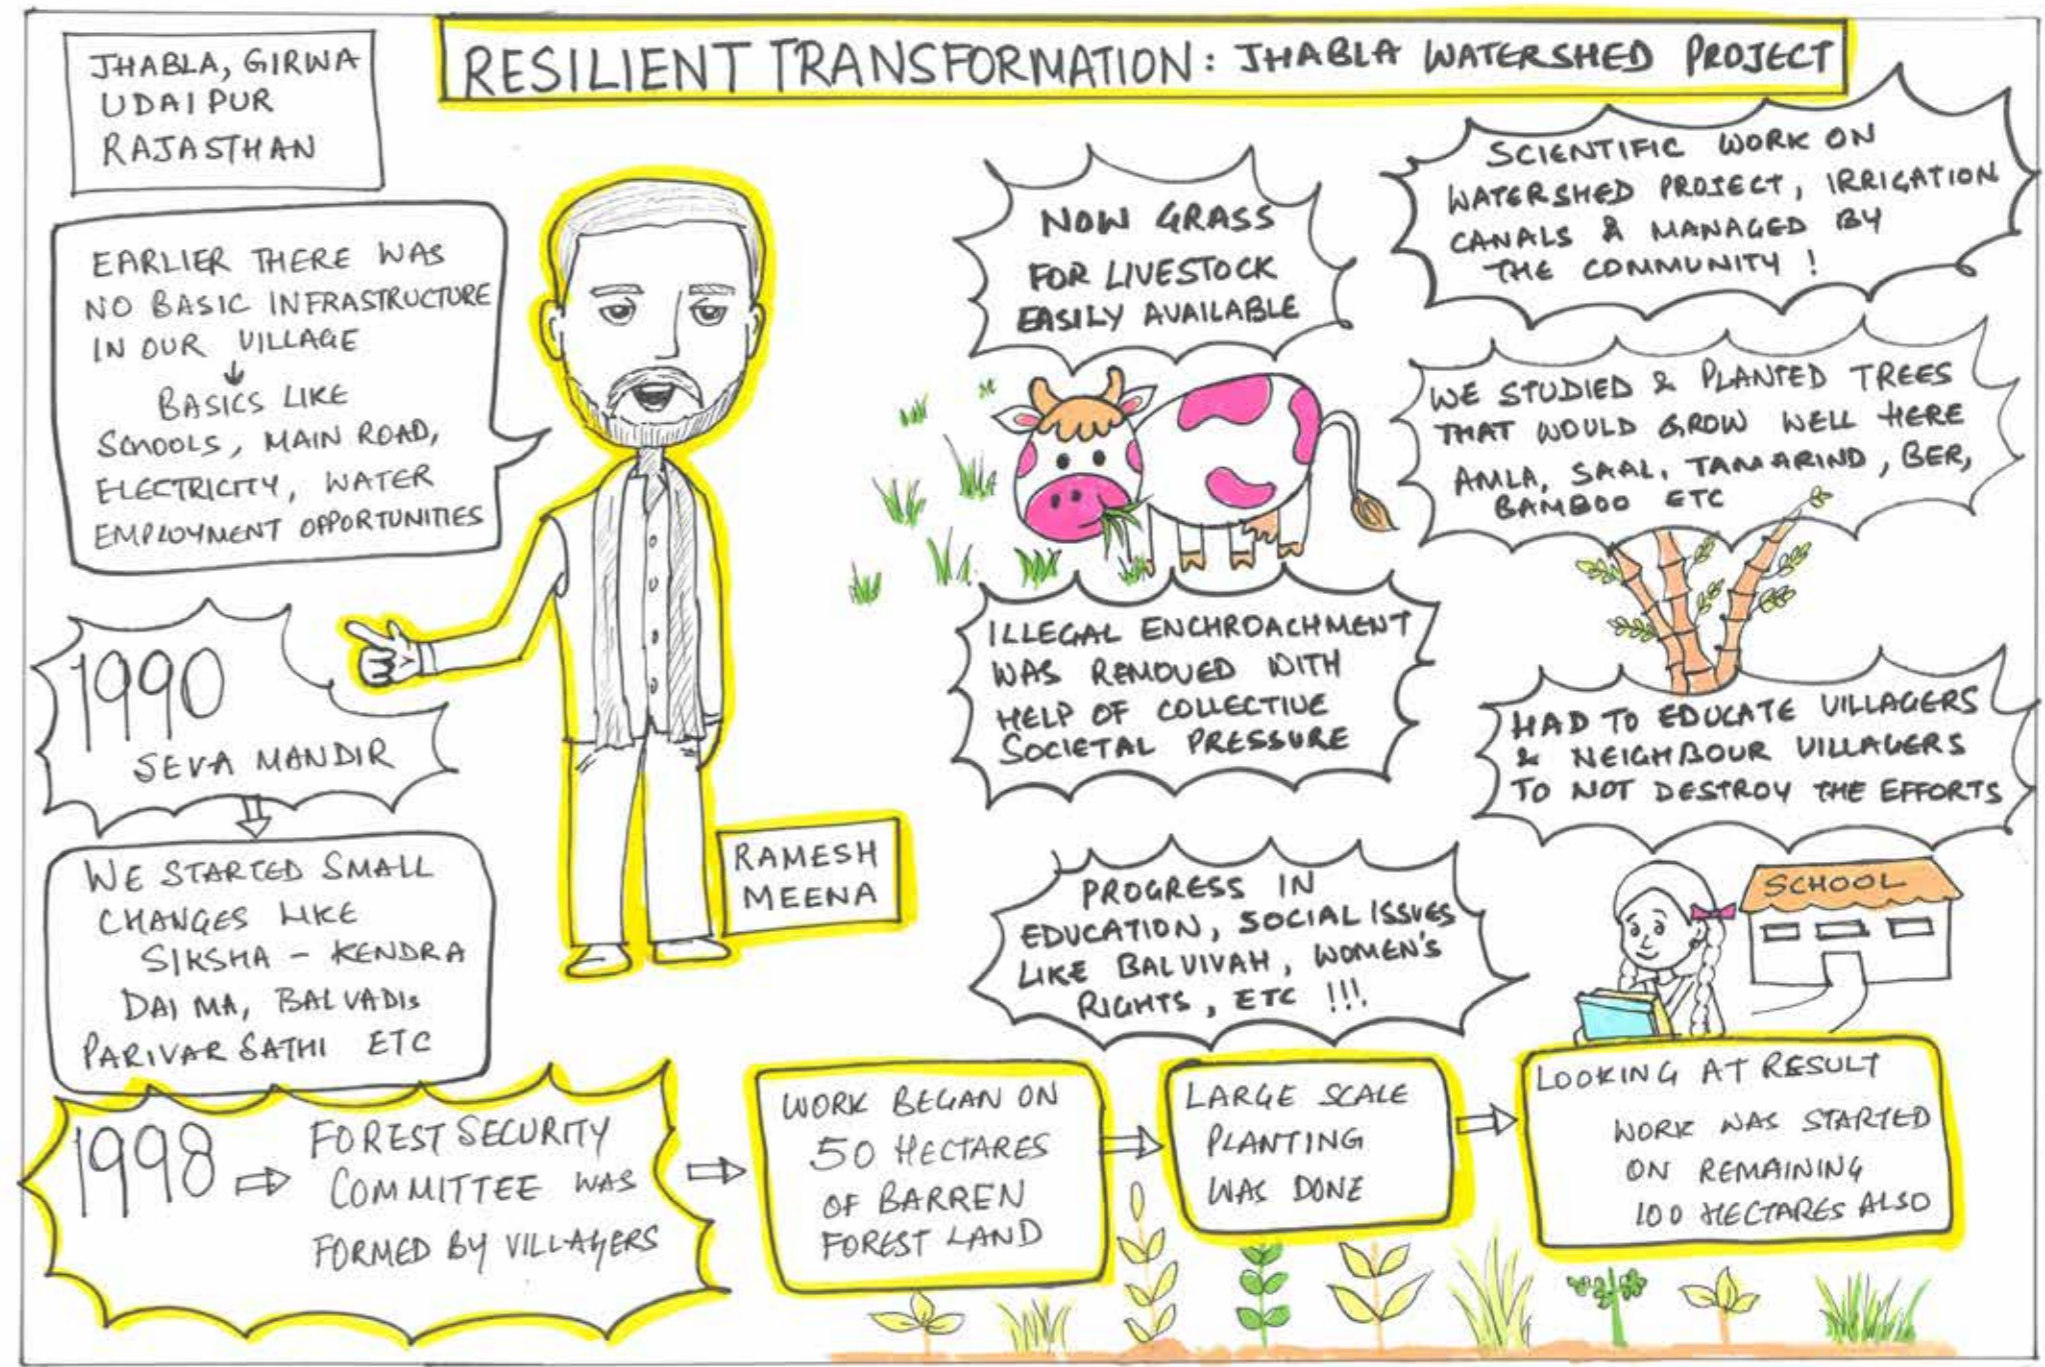 JHABLA, GIRWA
UDAIPUR
RAJASTHAN
RESILIENT TRANSFORMATION: JHABLA WATERSHED PROJECT
EARLIER THERE WAS
NO BASIC INFRASTRUCTURE
IN OUR VILLAGE
↓
BASICS LIKE
SCHOOLS, MAIN ROAD,
ELECTRICITY, WATER
EMPLOYMENT OPPORTUNITIES
1990
SEVA MANDIR
WE STARTED SMALL
CHANGES LIKE
SIKSHA - KENDRA
DAI MA, BALVADIS
PARIVAR SATHI ETC
RAMESH
MEENA
NOW GRASS
FOR LIVESTOCK
EASILY AVAILABLE
SCIENTIFIC WORK ON
WATERSHED PROJECT, IRRIGATION
CANALS & MANAGED BY
THE COMMUNITY !
WE STUDIED & PLANTED TREES
THAT WOULD GROW WELL HERE
AMLA, SAAL, TAMARIND, BER,
BAMBOO ETC
ILLEGAL ENCHROACHMENT
WAS REMOVED WITH
HELP OF COLLECTIVE
SOCIETAL PRESSURE
HAD TO EDUCATE VILLAGERS
& NEIGHBOUR VILLAGERS
TO NOT DESTROY THE EFFORTS
PROGRESS IN
EDUCATION, SOCIAL ISSUES
LIKE BALVIVAH, WOMEN'S
RIGHTS, ETC !!!
SCHOOL
1998 ⇒ FOREST SECURITY
COMMITTEE WAS
FORMED BY VILLAGERS
WORK BEGAN ON
50 HECTARES
OF BARREN
FOREST LAND
LARGE SCALE
PLANTING
WAS DONE
LOOKING AT RESULT
WORK WAS STARTED
ON REMAINING
100 HECTARES ALSO